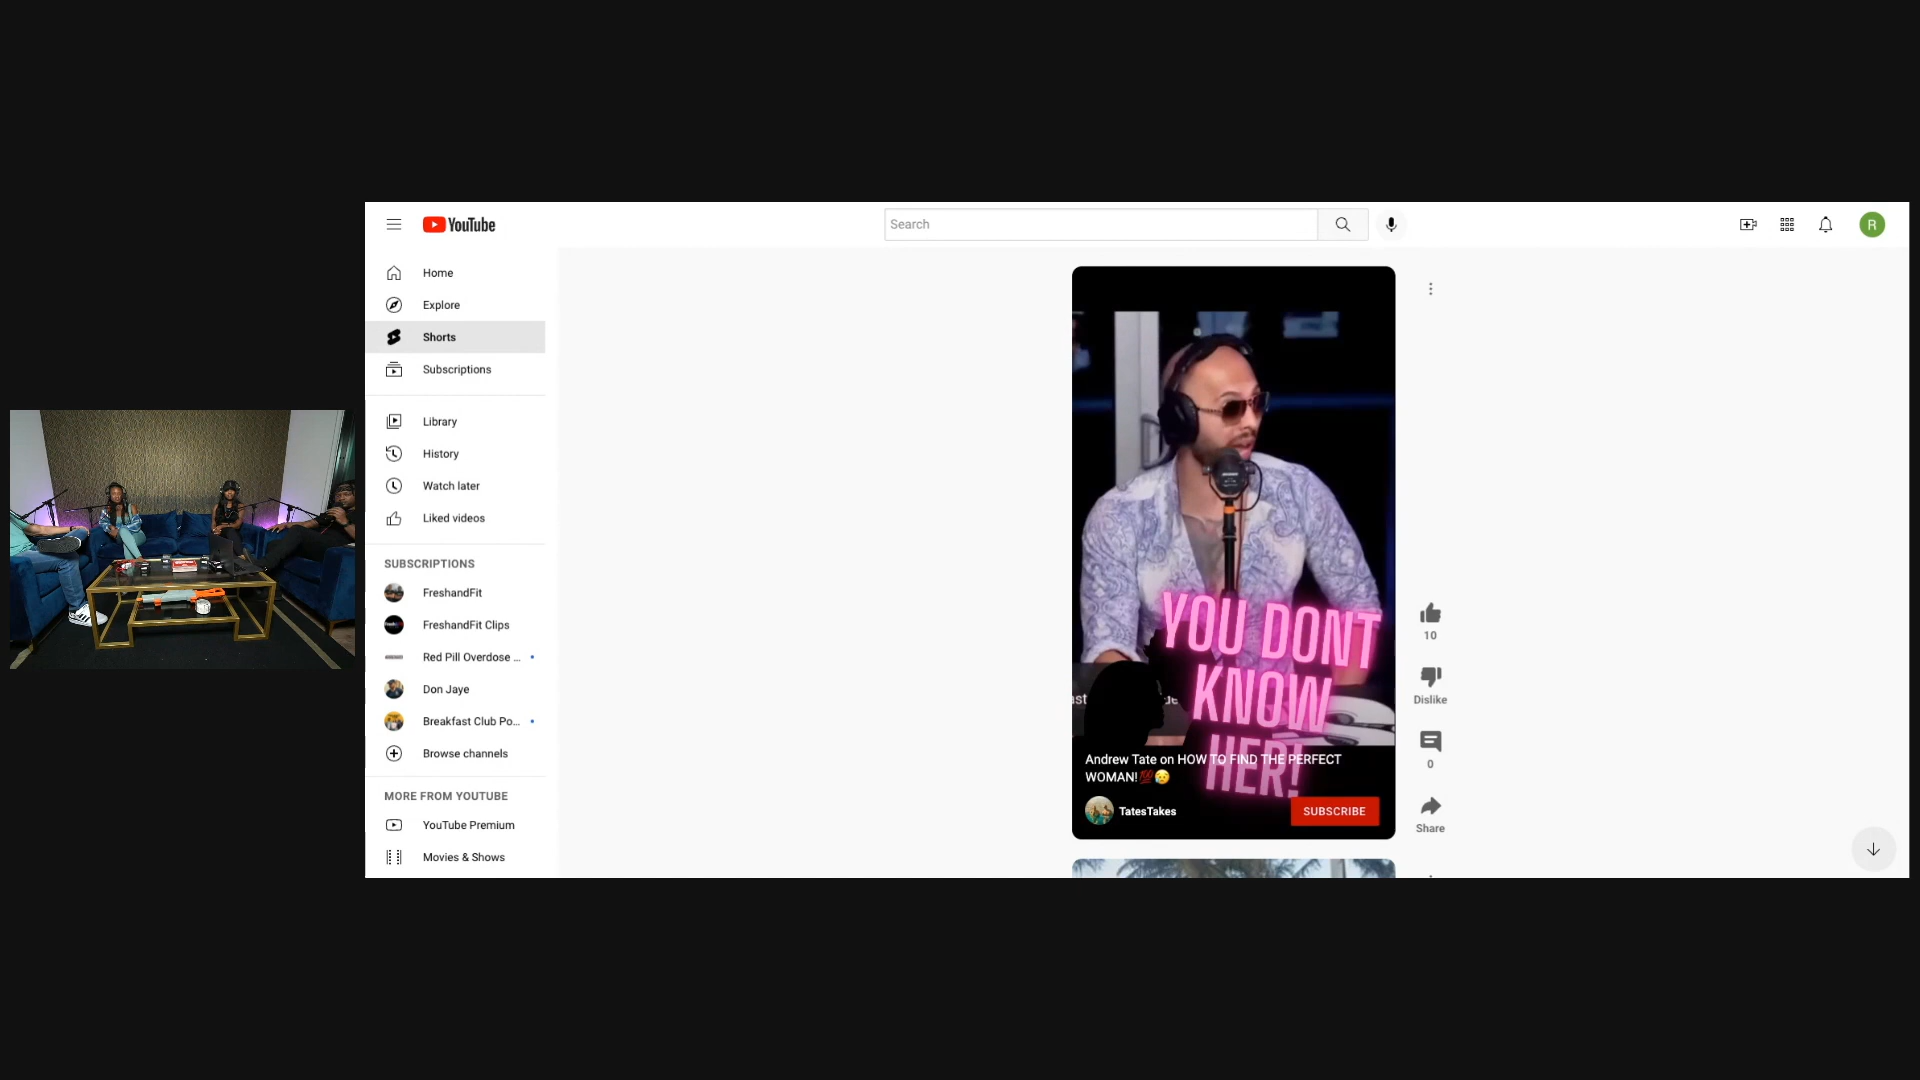 YouTube
Search
R
Home
Explore
Shorts
Subscriptions
Library
History
Watch later
Liked videos
SUBSCRIPTIONS
FreshandFit
FreshandFit Clips
Red Pill Overdose ...
Don Jaye
Breakfast Club Po...
Browse channels
MORE FROM YOUTUBE
YouTube Premium
Movies & Shows
YOU DONT
KNOW
HER!
Andrew Tate on HOW TO FIND THE PERFECT
WOMAN!💯😥
TatesTakes
SUBSCRIBE
10
Dislike
0
Share